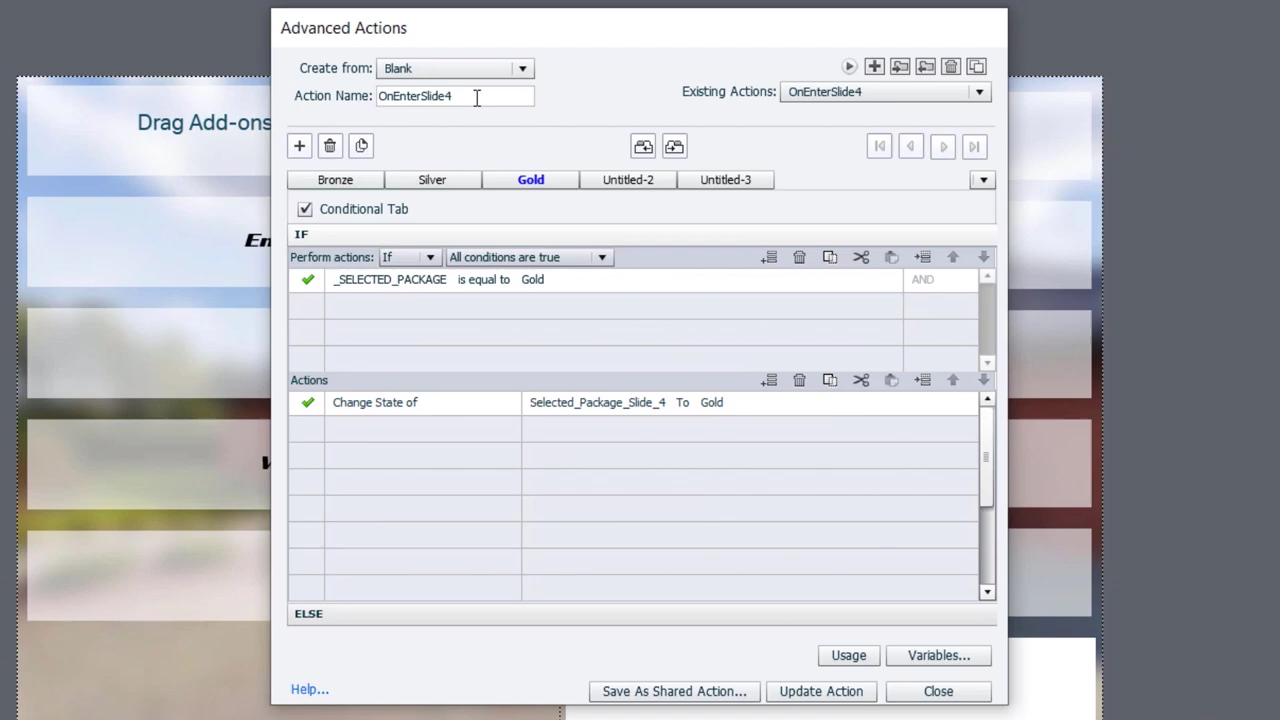 Advanced Actions
Create from: Blank
Action Name: OnEnterSlide4
Existing Actions: OnEnterSlide4
Drag Add-ons
Bronze Silver Gold Untitled-2 Untitled-3
Conditional Tab
IF
Perform actions: If All conditions are true
_SELECTED_PACKAGE is equal to Gold AND
Actions
Change State of Selected_Package_Slide_4 To Gold
ELSE
Usage Variables...
Help... Save As Shared Action... Update Action Close